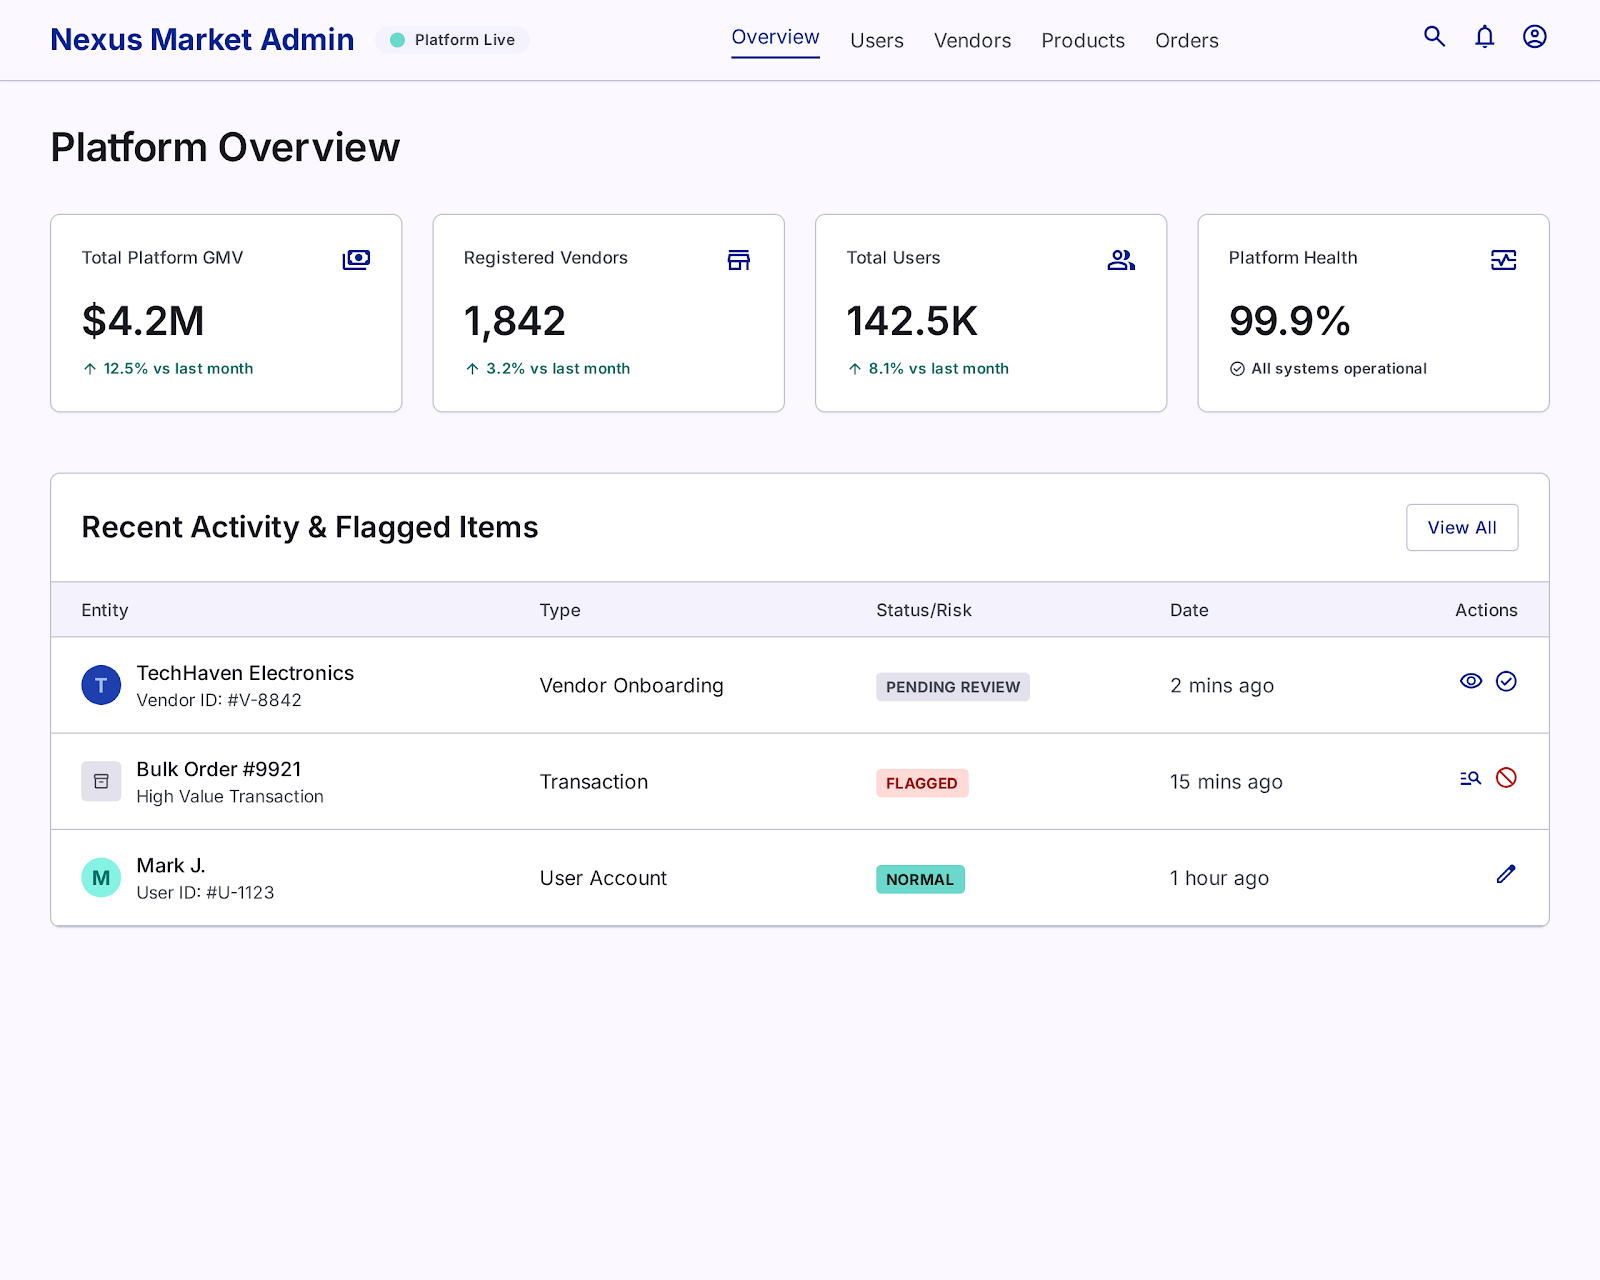 Nexus Market Admin
Platform Live
Overview
Users
Vendors
Products
Orders
Platform Overview
Total Platform GMV
$4.2M
12.5% vs last month
Registered Vendors
1,842
3.2% vs last month
Total Users
142.5K
8.1% vs last month
Platform Health
99.9%
All systems operational
Recent Activity & Flagged Items
View All
Entity
Type
Status/Risk
Date
Actions
T
TechHaven Electronics
Vendor ID: #V-8842
Vendor Onboarding
PENDING REVIEW
2 mins ago
Bulk Order #9921
High Value Transaction
Transaction
FLAGGED
15 mins ago
M
Mark J.
User ID: #U-1123
User Account
NORMAL
1 hour ago